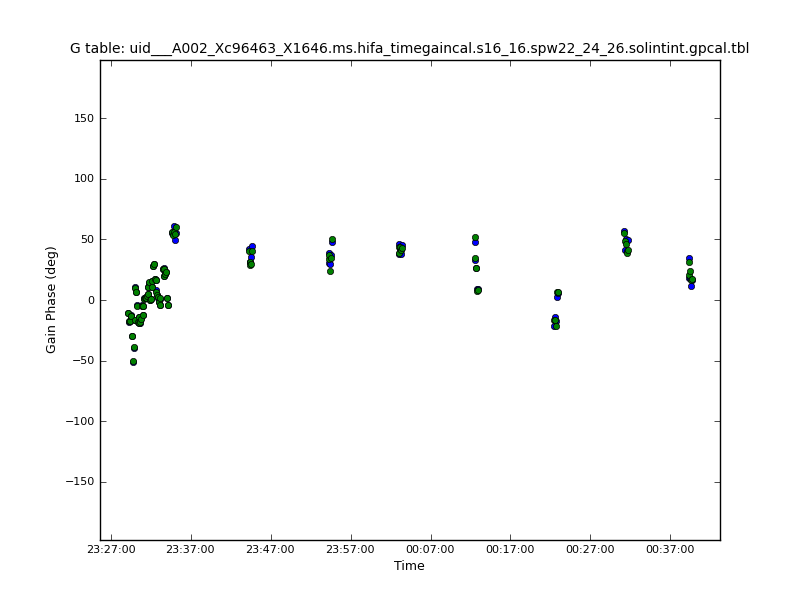 G table: uid___A002_Xc96463_X1646.ms.hifa_timegaincal.s16_16.spw22_24_26.solintint.gpcal.tbl
Gain Phase (deg)
150
100
50
0
−50
−100
−150
23:27:00 23:37:00 23:47:00 23:57:00 00:07:00 00:17:00 00:27:00 00:37:00
Time